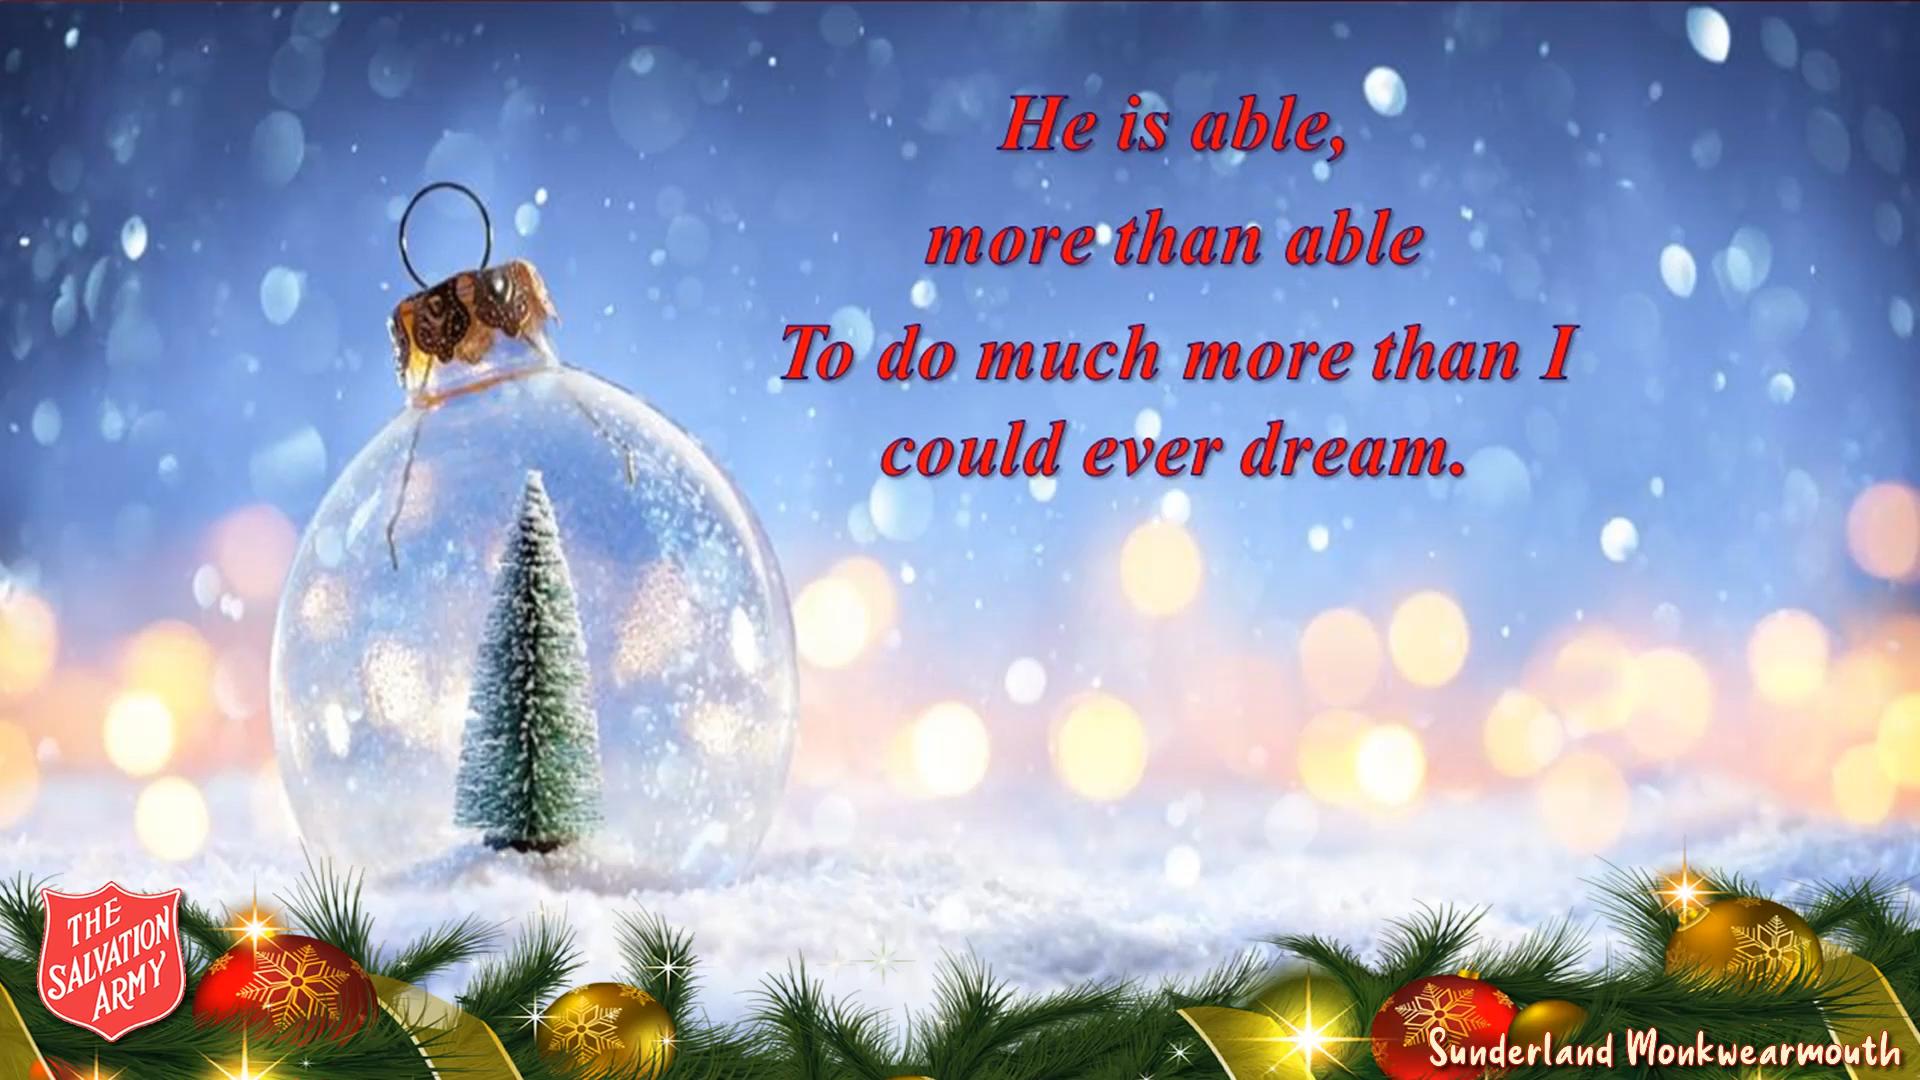 He is able,
more than able
To do much more than I
could ever dream.
THE
SALVATION
ARMY
Sunderland Monkwearmouth